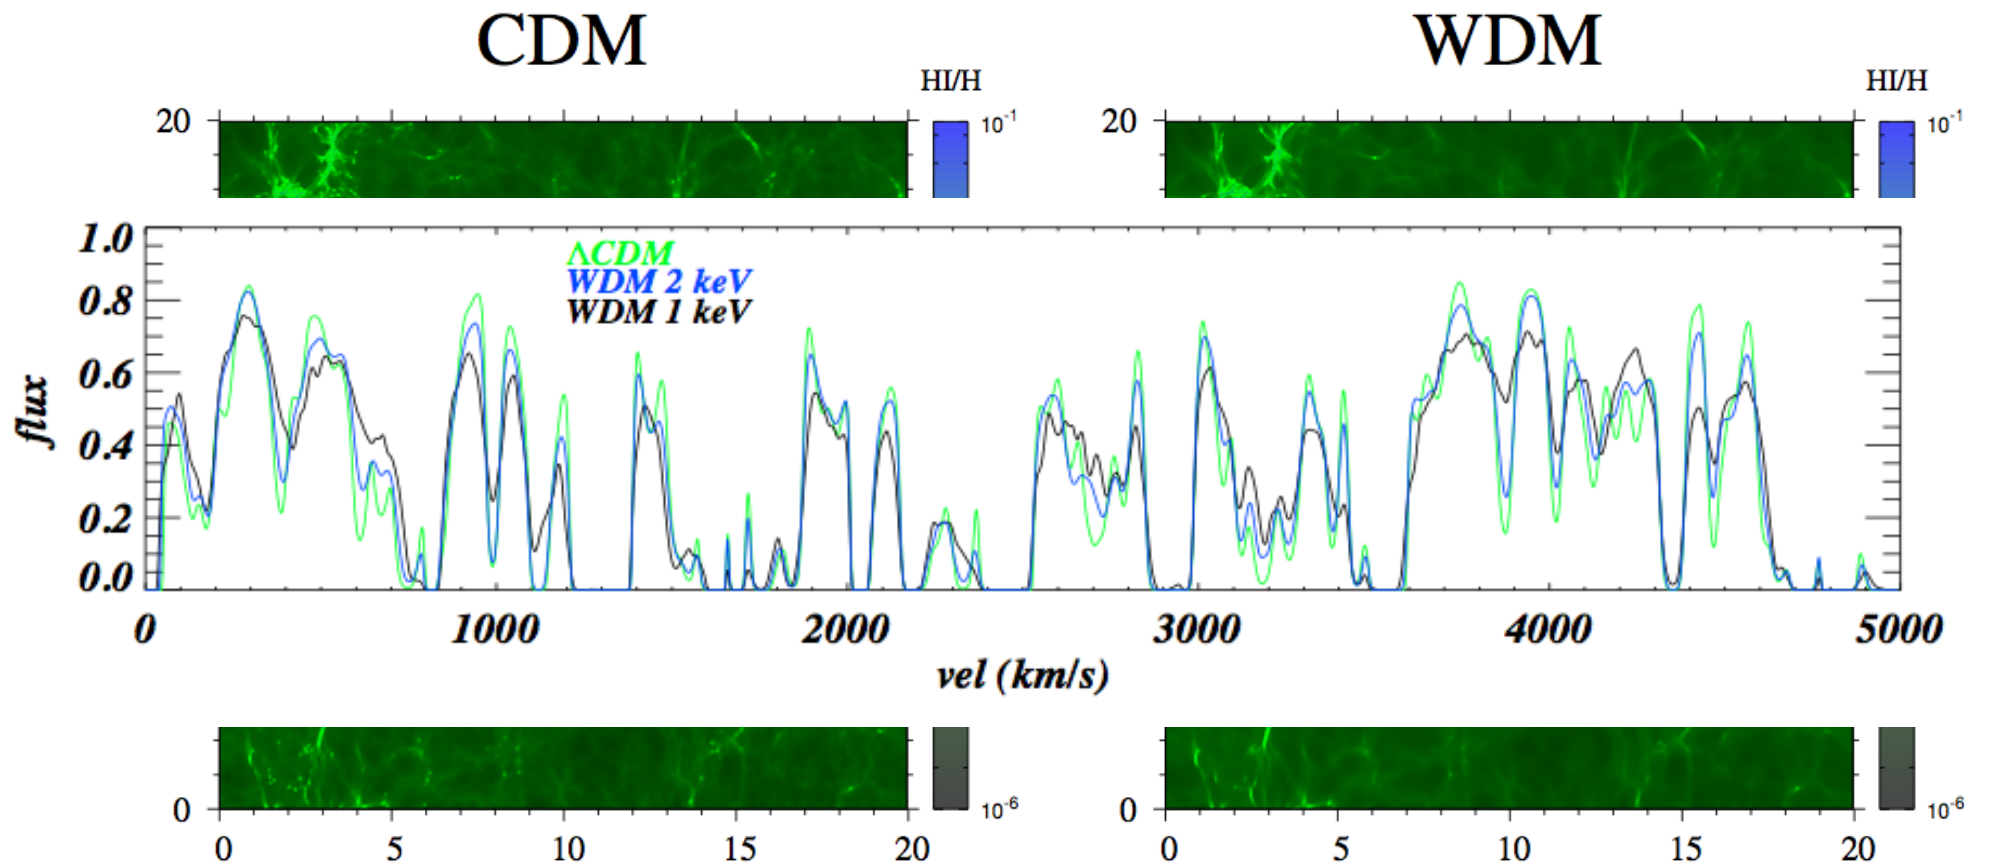 CDM WDM
HI/H HI/H
20 10-1 20 10-1
1.0
ΛCDM
WDM 2 keV
0.8
WDM 1 keV
0.6
flux
0.4
0.2
0.0
0 1000 2000 3000 4000 5000
vel (km/s)
0 10-6 0 10-6
0 5 10 15 20 0 5 10 15 20